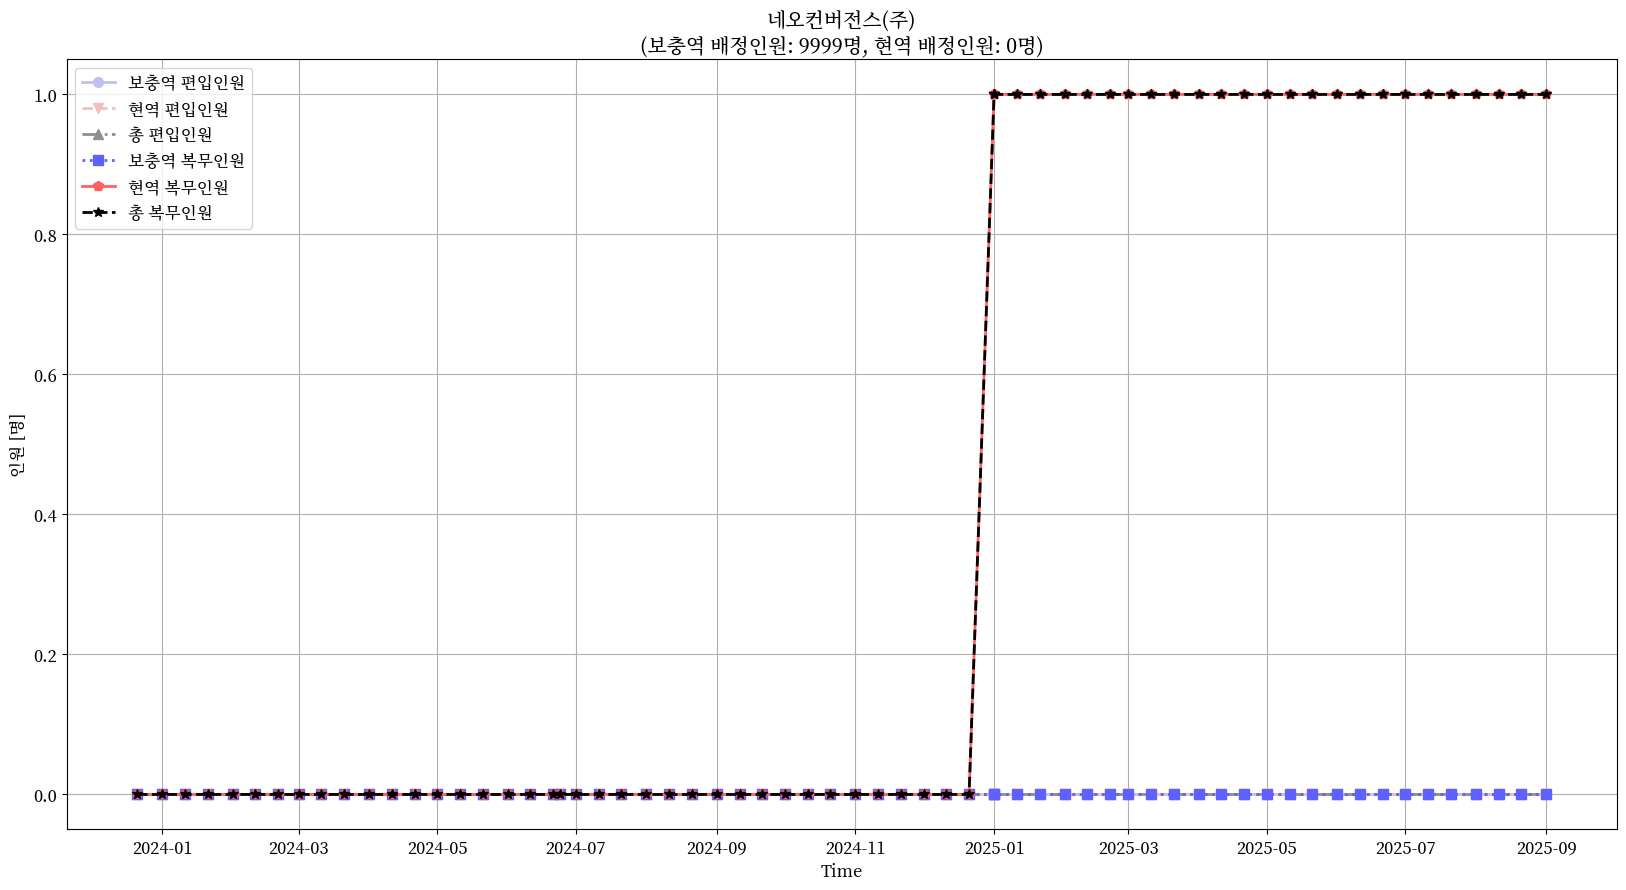 네오컨버전스(주)
(보충역 배정인원: 9999명, 현역 배정인원: 0명)
보충역 편입인원
현역 편입인원
총 편입인원
보충역 복무인원
현역 복무인원
총 복무인원
인원 [명]
1.0
0.8
0.6
0.4
0.2
0.0
2024-01 2024-03 2024-05 2024-07 2024-09 2024-11 2025-01 2025-03 2025-05 2025-07 2025-09
Time